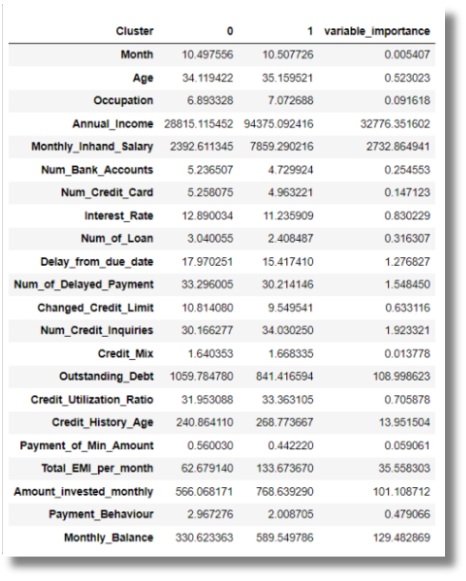 Cluster 0 1 variable_importance
Month 10.497556 10.507726 0.005407
Age 34.119422 35.159521 0.523023
Occupation 6.893328 7.072688 0.091618
Annual_Income 28815.115452 94375.092416 32776.351602
Monthly_Inhand_Salary 2392.611345 7859.290216 2732.864941
Num_Bank_Accounts 5.236507 4.729924 0.254553
Num_Credit_Card 5.258075 4.963221 0.147123
Interest_Rate 12.890034 11.235909 0.830229
Num_of_Loan 3.040055 2.408487 0.316307
Delay_from_due_date 17.970251 15.417410 1.276827
Num_of_Delayed_Payment 33.296005 30.214146 1.548450
Changed_Credit_Limit 10.814080 9.549541 0.633116
Num_Credit_Inquiries 30.166277 34.030250 1.923321
Credit_Mix 1.640353 1.668335 0.013778
Outstanding_Debt 1059.784780 841.416594 108.998623
Credit_Utilization_Ratio 31.953088 33.363105 0.705878
Credit_History_Age 240.864110 268.773667 13.951504
Payment_of_Min_Amount 0.560030 0.442220 0.059061
Total_EMI_per_month 62.679140 133.673670 35.558303
Amount_invested_monthly 566.068171 768.639290 101.108712
Payment_Behaviour 2.967276 2.008705 0.479066
Monthly_Balance 330.623363 589.549786 129.482869